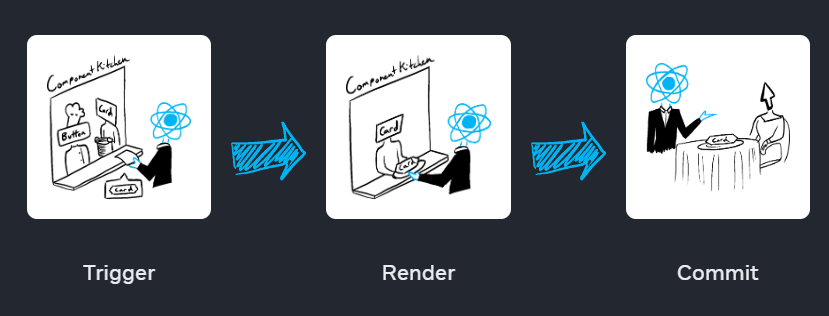 Component Kitchen
Card
Button
Card
Component Kitchen
Card
Card
Card
Trigger
Render
Commit